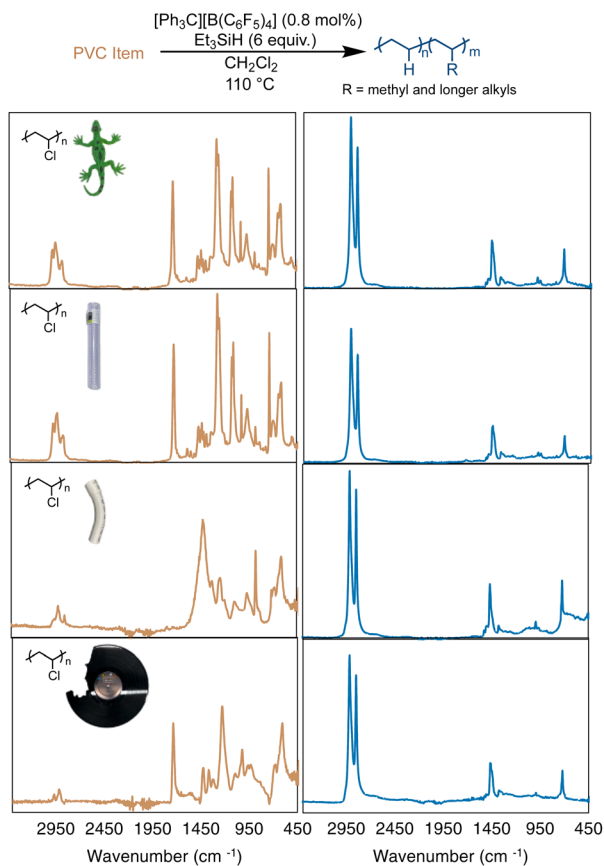 [Ph3C][B(C6F5)4] (0.8 mol%)
PVC Item
Et3SiH (6 equiv.)
CH2Cl2
110 °C
n
m
H
R
R = methyl and longer alkyls
n
Cl
n
Cl
n
Cl
n
Cl
2950 2450 1950 1450 950 450
2950 2450 1950 1450 950 450
Wavenumber (cm -1)
Wavenumber (cm -1)